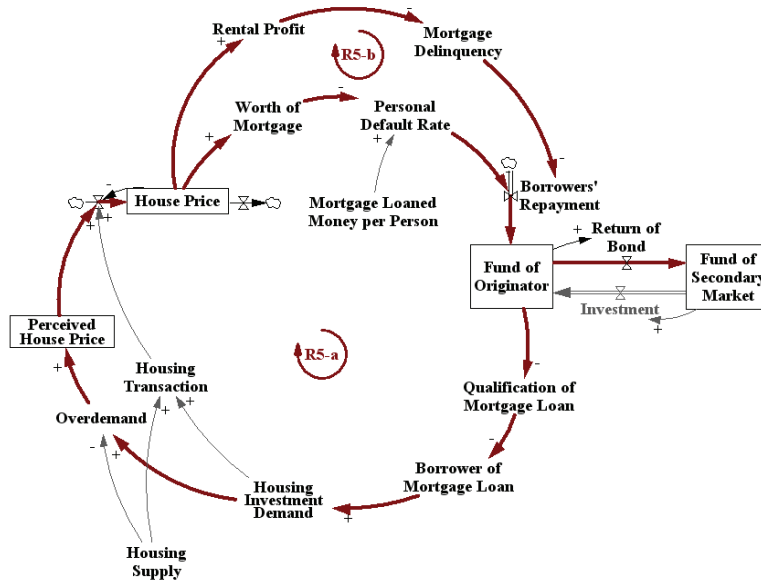 Rental Profit
R5-b
Mortgage
Delinquency
Worth of
Mortgage
Personal
Default Rate
House Price
Mortgage Loaned
Money per Person
Borrowers'
Repayment
Return of
Bond
Fund of
Originator
Fund of
Secondary
Market
Investment
Perceived
House Price
R5-a
Housing
Transaction
Qualification of
Mortgage Loan
Overdemand
Borrower of
Mortgage Loan
Housing
Investment
Demand
Housing
Supply
+
-
+
-
+
-
-
+
+
+
+
+
-
+
+
+
-
+
-
+